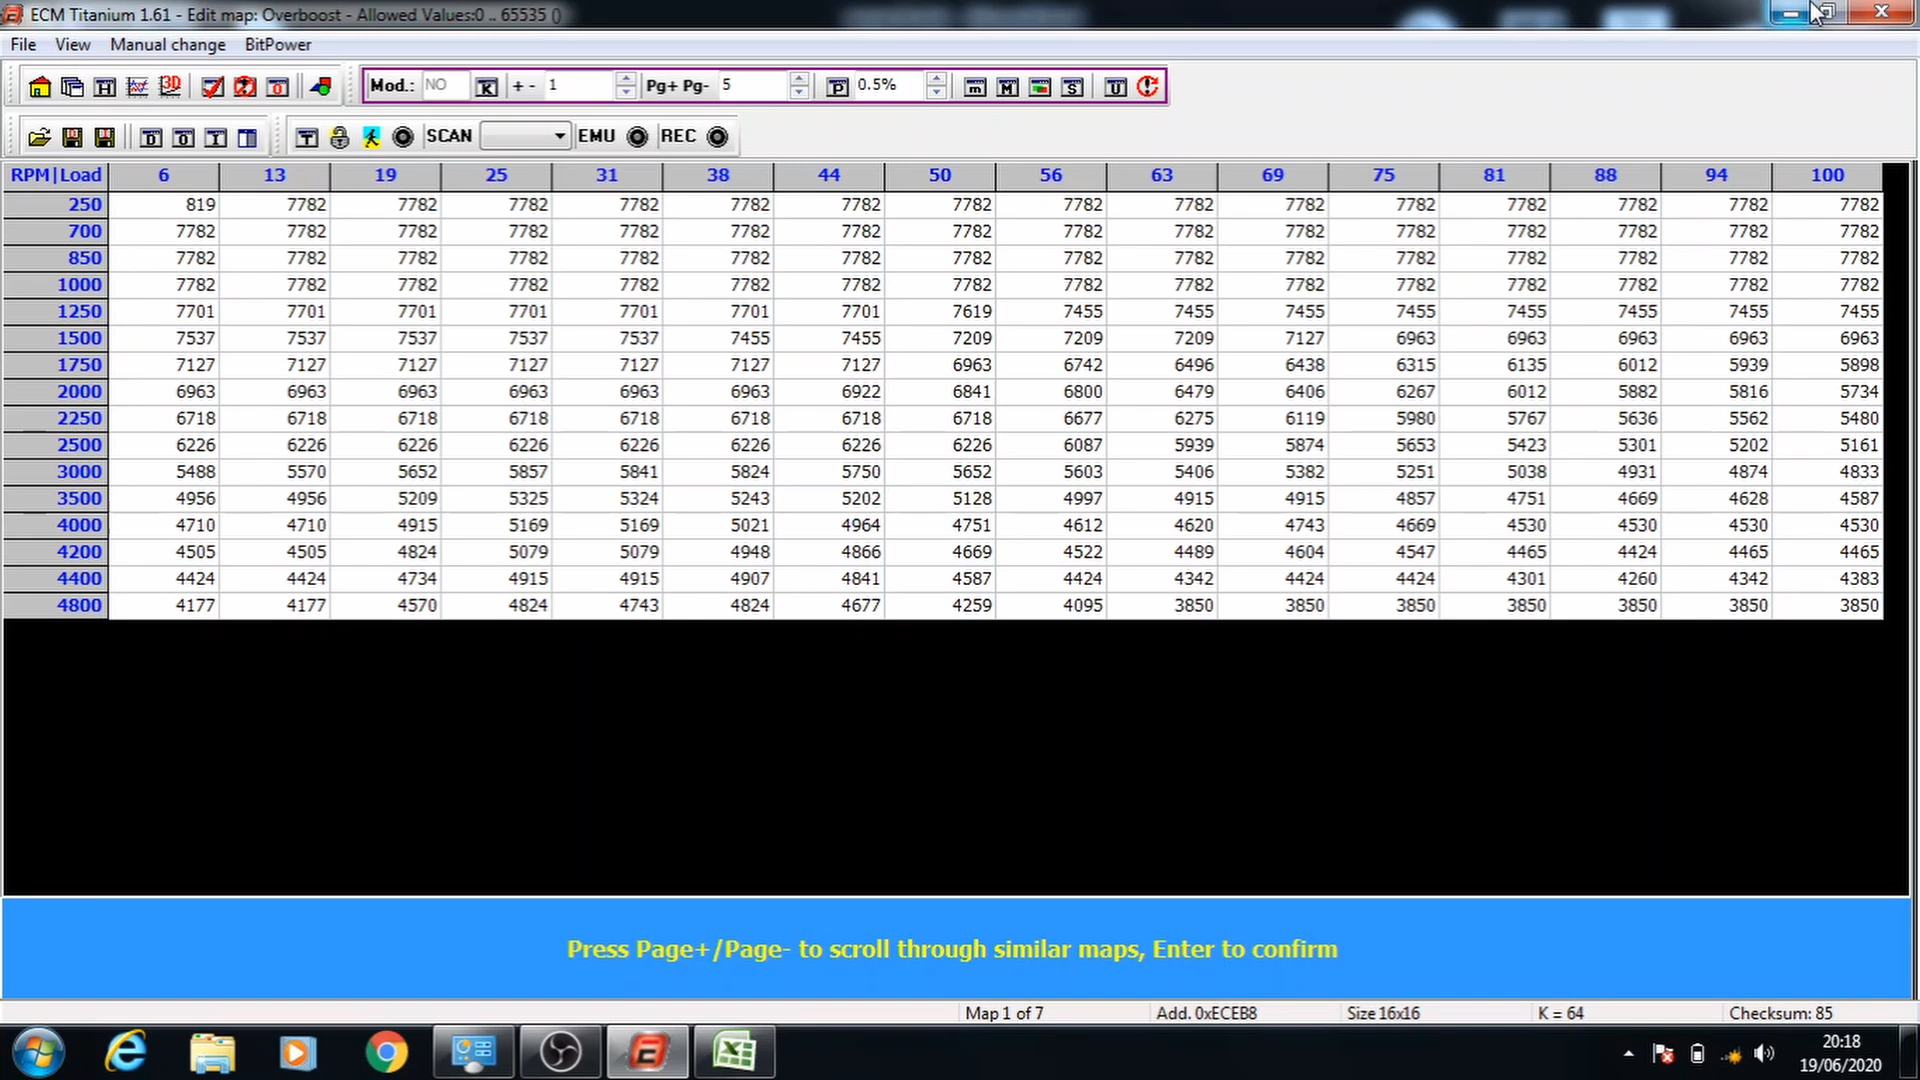 ECM Titanium 1.61 - Edit map: Overboost - Allowed Values:0 .. 65535 ()
File View Manual change BitPower
Mod.: NO K + - 1 Pg+ Pg- 5 P 0.5% m M S U
H 3D O
D O I T SCAN EMU REC
RPM|Load 6 13 19 25 31 38 44 50 56 63 69 75 81 88 94 100
250 819 7782 7782 7782 7782 7782 7782 7782 7782 7782 7782 7782 7782 7782 7782 7782
700 7782 7782 7782 7782 7782 7782 7782 7782 7782 7782 7782 7782 7782 7782 7782 7782
850 7782 7782 7782 7782 7782 7782 7782 7782 7782 7782 7782 7782 7782 7782 7782 7782
1000 7782 7782 7782 7782 7782 7782 7782 7782 7782 7782 7782 7782 7782 7782 7782 7782
1250 7701 7701 7701 7701 7701 7701 7701 7619 7455 7455 7455 7455 7455 7455 7455 7455
1500 7537 7537 7537 7537 7537 7455 7455 7209 7209 7209 7127 6963 6963 6963 6963 6963
1750 7127 7127 7127 7127 7127 7127 7127 6963 6742 6496 6438 6315 6135 6012 5939 5898
2000 6963 6963 6963 6963 6963 6963 6922 6841 6800 6479 6406 6267 6012 5882 5816 5734
2250 6718 6718 6718 6718 6718 6718 6718 6718 6677 6275 6119 5980 5767 5636 5562 5480
2500 6226 6226 6226 6226 6226 6226 6226 6226 6087 5939 5874 5653 5423 5301 5202 5161
3000 5488 5570 5652 5857 5841 5824 5750 5652 5603 5406 5382 5251 5038 4931 4874 4833
3500 4956 4956 5209 5325 5324 5243 5202 5128 4997 4915 4915 4857 4751 4669 4628 4587
4000 4710 4710 4915 5169 5169 5021 4964 4751 4612 4620 4743 4669 4530 4530 4530 4530
4200 4505 4505 4824 5079 5079 4948 4866 4669 4522 4489 4604 4547 4465 4424 4465 4465
4400 4424 4424 4734 4915 4915 4907 4841 4587 4424 4342 4424 4424 4301 4260 4342 4383
4800 4177 4177 4570 4824 4743 4824 4677 4259 4095 3850 3850 3850 3850 3850 3850 3850
Press Page+/Page- to scroll through similar maps, Enter to confirm
Map 1 of 7 Add. 0xECEB8 Size 16x16 K = 64 Checksum: 85
20:18
19/06/2020